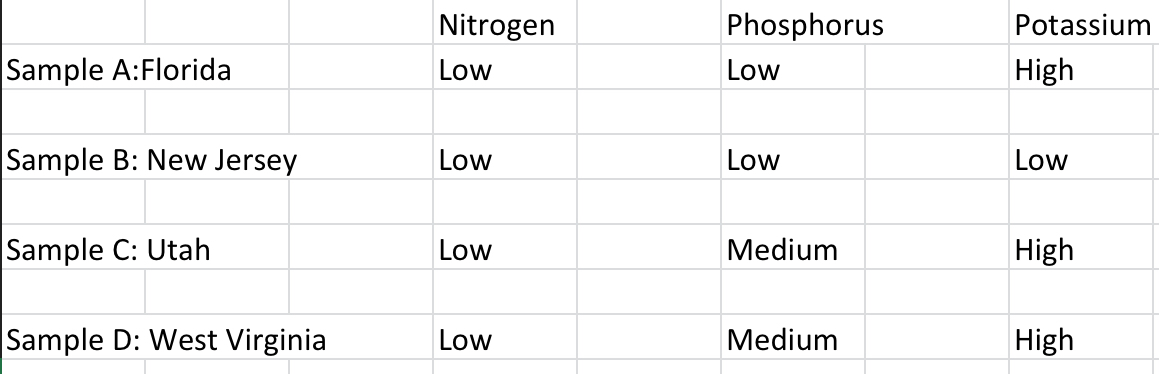 Nitrogen Phosphorus Potassium
Sample A:Florida Low Low High
Sample B: New Jersey Low Low Low
Sample C: Utah Low Medium High
Sample D: West Virginia Low Medium High